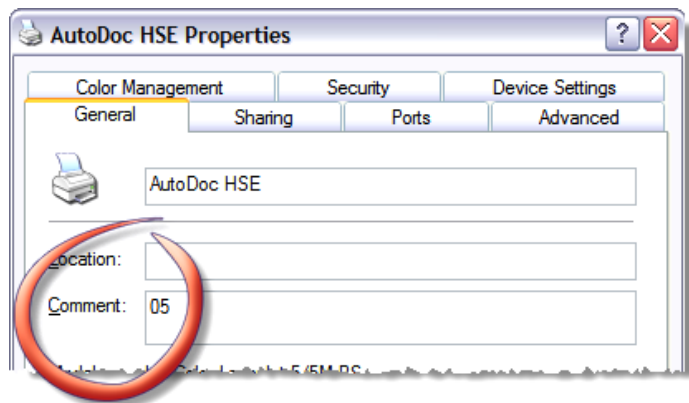 AutoDoc HSE Properties
?
Color Management Security Device Settings
General Sharing Ports Advanced
AutoDoc HSE
Location:
Comment: 05